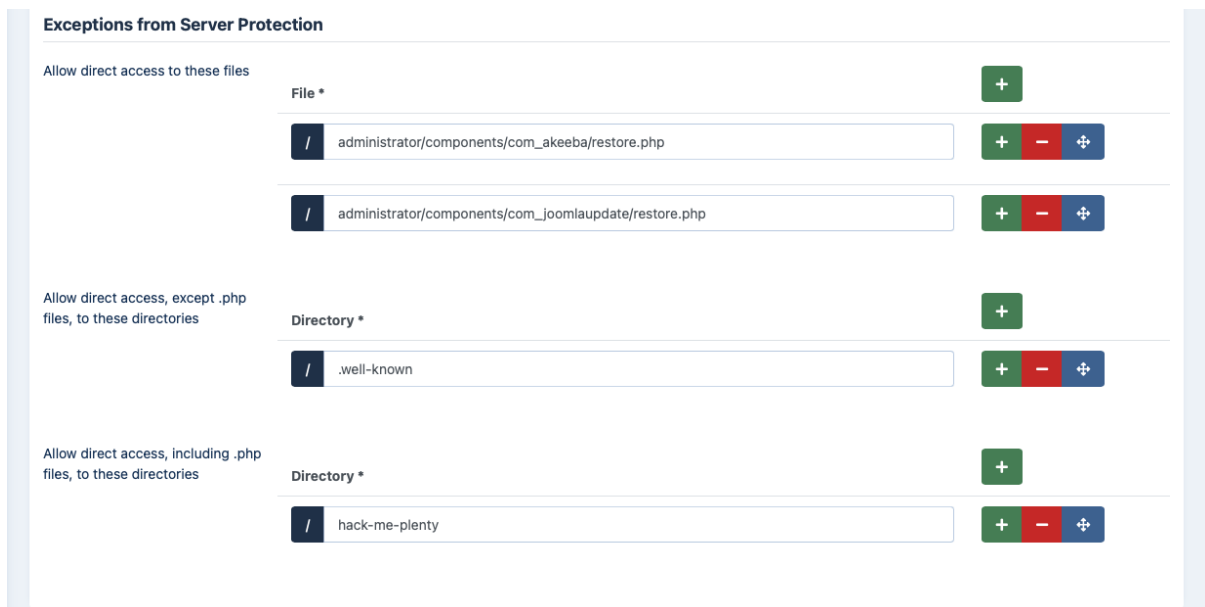 Exceptions from Server Protection
Allow direct access to these files
File *
/ administrator/components/com_akeeba/restore.php
/ administrator/components/com_joomlaupdate/restore.php
Allow direct access, except .php
files, to these directories
Directory *
/ .well-known
Allow direct access, including .php
files, to these directories
Directory *
/ hack-me-plenty